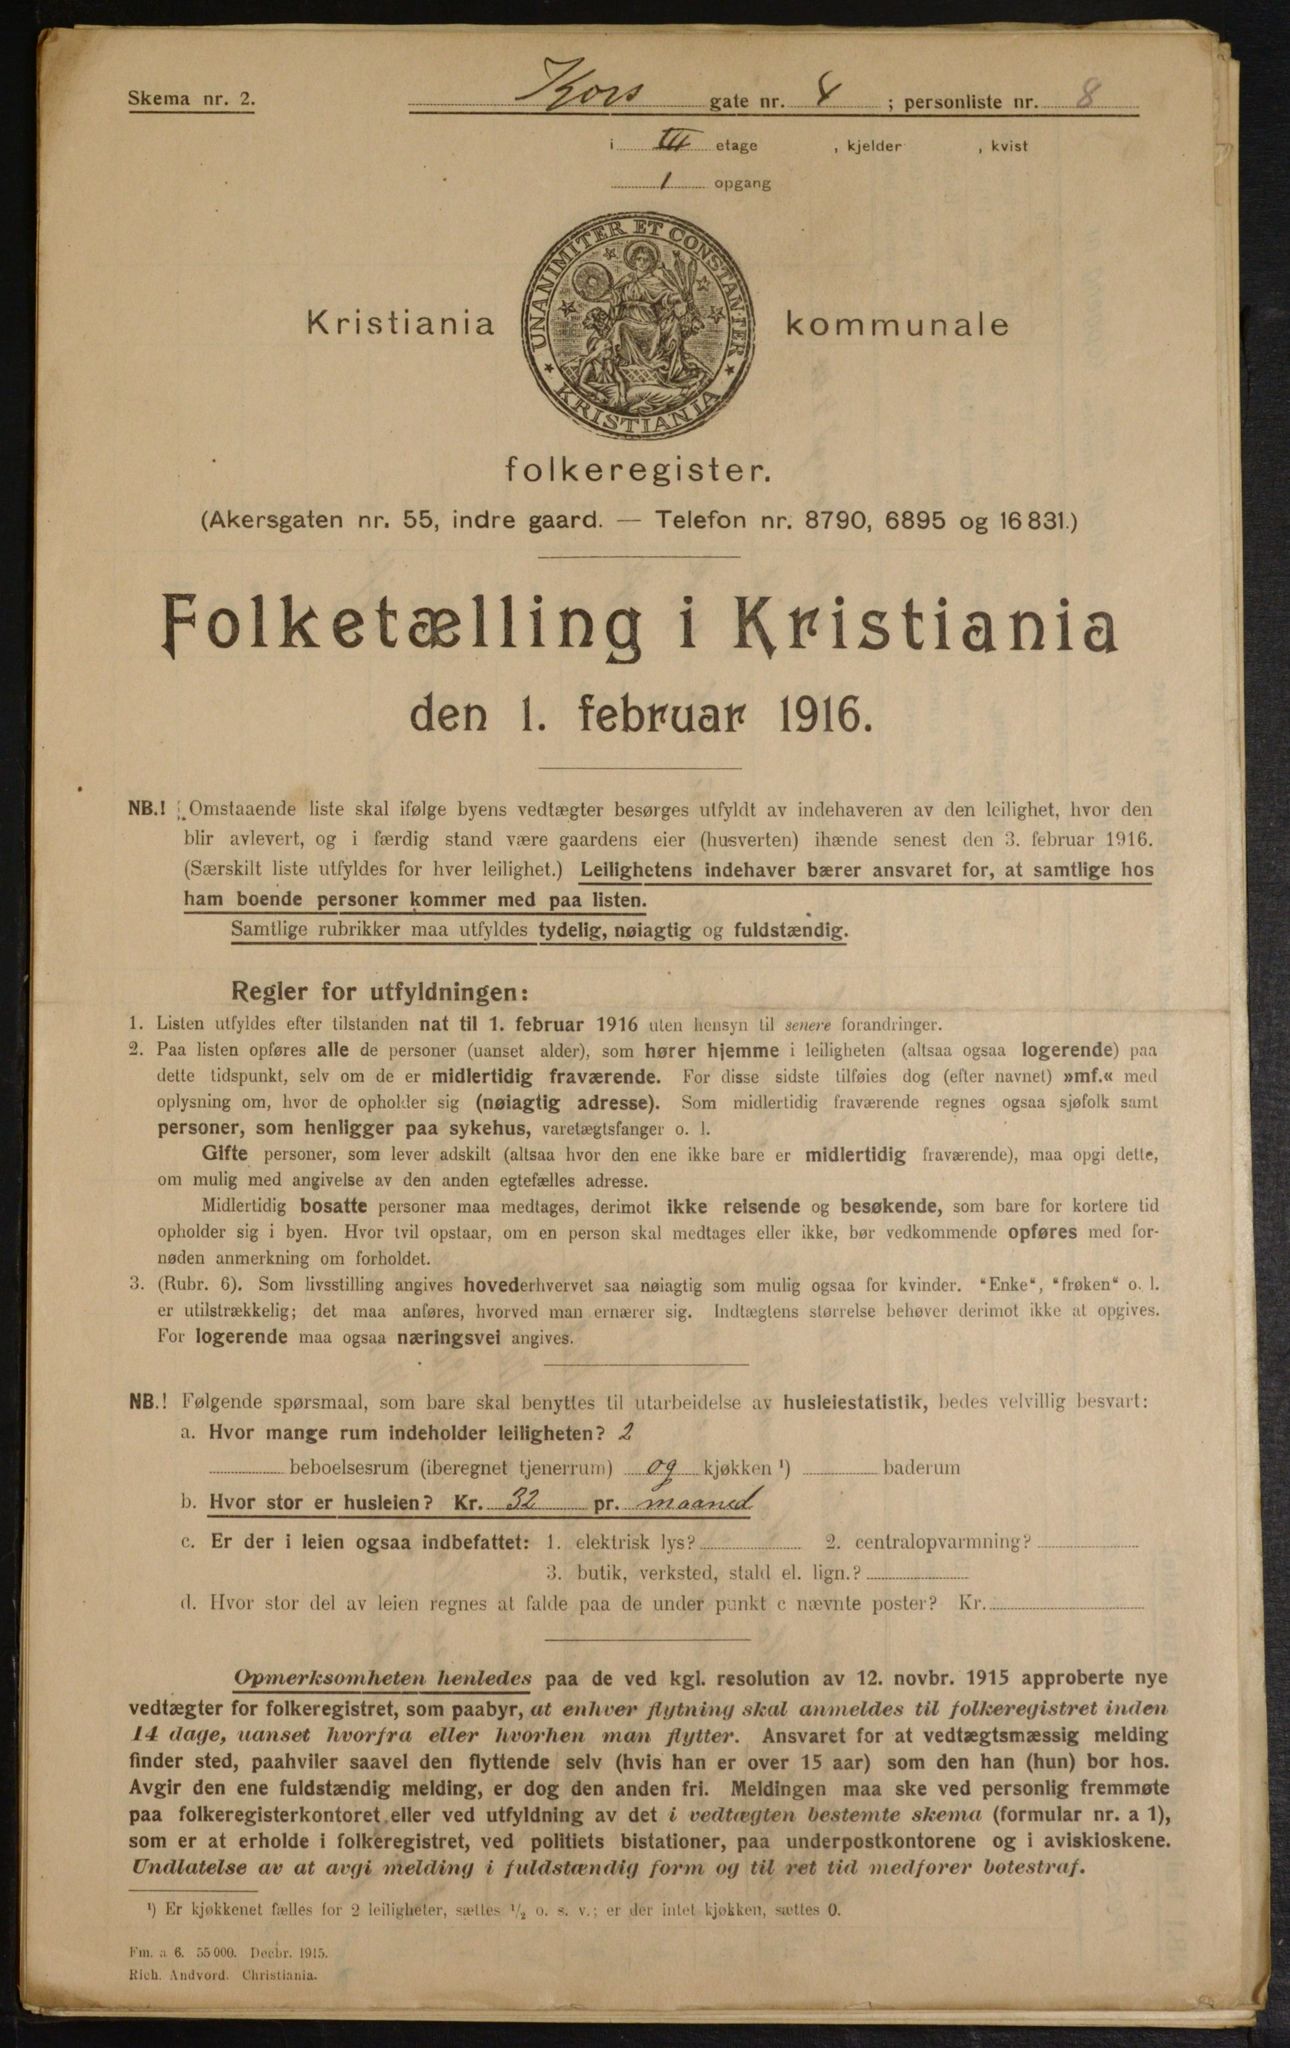 Skema nr. 2.
Kors gate nr. 4 ; personliste nr. 8
i III etage , kjelder , kvist
1 opgang
UNANIMITER ET CONSTANTER
KRISTIANIA
Kristiania kommunale
folkeregister.
(Akersgaten nr. 55, indre gaard. — Telefon nr. 8790, 6895 og 16 831.)
Folketælling i Kristiania
den 1. februar 1916.
NB.! Omstaaende liste skal ifølge byens vedtægter besørges utfyldt av indehaveren av den leilighet, hvor den
blir avlevert, og i færdig stand være gaardens eier (husverten) ihænde senest den 3. februar 1916.
(Særskilt liste utfyldes for hver leilighet.) Leilighetens indehaver bærer ansvaret for, at samtlige hos
ham boende personer kommer med paa listen.
Samtlige rubrikker maa utfyldes tydelig, nøiagtig og fuldstændig.
Regler for utfyldningen:
1. Listen utfyldes efter tilstanden nat til 1. februar 1916 uten hensyn til senere forandringer.
2. Paa listen opføres alle de personer (uanset alder), som hører hjemme i leiligheten (altsaa ogsaa logerende) paa
dette tidspunkt, selv om de er midlertidig fraværende. For disse sidste tilføies dog (efter navnet) »mf.« med
oplysning om, hvor de opholder sig (nøiagtig adresse). Som midlertidig fraværende regnes ogsaa sjøfolk samt
personer, som henligger paa sykehus, varetægtsfanger o. l.
Gifte personer, som lever adskilt (altsaa hvor den ene ikke bare er midlertidig fraværende), maa opgi dette,
om mulig med angivelse av den anden egtefælles adresse.
Midlertidig bosatte personer maa medtages, derimot ikke reisende og besøkende, som bare for kortere tid
opholder sig i byen. Hvor tvil opstaar, om en person skal medtages eller ikke, bør vedkommende opføres med for-
nøden anmerkning om forholdet.
3. (Rubr. 6). Som livsstilling angives hovederhvervet saa nøiagtig som mulig ogsaa for kvinder. "Enke", "frøken" o. l.
er utilstrækkelig; det maa anføres, hvorved man ernærer sig. Indtægtens størrelse behøver derimot ikke at opgives.
For logerende maa ogsaa næringsvei angives.
NB.! Følgende spørsmaal, som bare skal benyttes til utarbeidelse av husleiestatistik, bedes velvillig besvart:
a. Hvor mange rum indeholder leiligheten? 2
beboelsesrum (iberegnet tjenerrum) og kjøkken ¹) baderum
b. Hvor stor er husleien? Kr. 32 pr. maaned
c. Er der i leien ogsaa indbefattet: 1. elektrisk lys? 2. centralopvarmning?
3. butik, verksted, stald el. lign.?
d. Hvor stor del av leien regnes at falde paa de under punkt c nævnte poster? Kr.
Opmerksomheten henledes paa de ved kgl. resolution av 12. novbr. 1915 approberte nye
vedtægter for folkeregistret, som paabyr, at enhver flytning skal anmeldes til folkeregistret inden
14 dage, uanset hvorfra eller hvorhen man flytter. Ansvaret for at vedtægtsmæssig melding
finder sted, paahviler saavel den flyttende selv (hvis han er over 15 aar) som den han (hun) bor hos.
Avgir den ene fuldstændig melding, er dog den anden fri. Meldingen maa ske ved personlig fremmøte
paa folkeregisterkontoret eller ved utfyldning av det i vedtægten bestemte skema (formular nr. a 1),
som er at erholde i folkeregistret, ved politiets bistationer, paa underpostkontorene og i aviskioskene.
Undlatelse av at avgi melding i fuldstændig form og til ret tid medfører botestraf.
¹) Er kjøkkenet fælles for 2 leiligheter, sættes ½ o. s. v.; er der intet kjøkken, sættes 0.
Fm. a 6. 55 000. Decbr. 1915.
Rich. Andvord. Christiania.